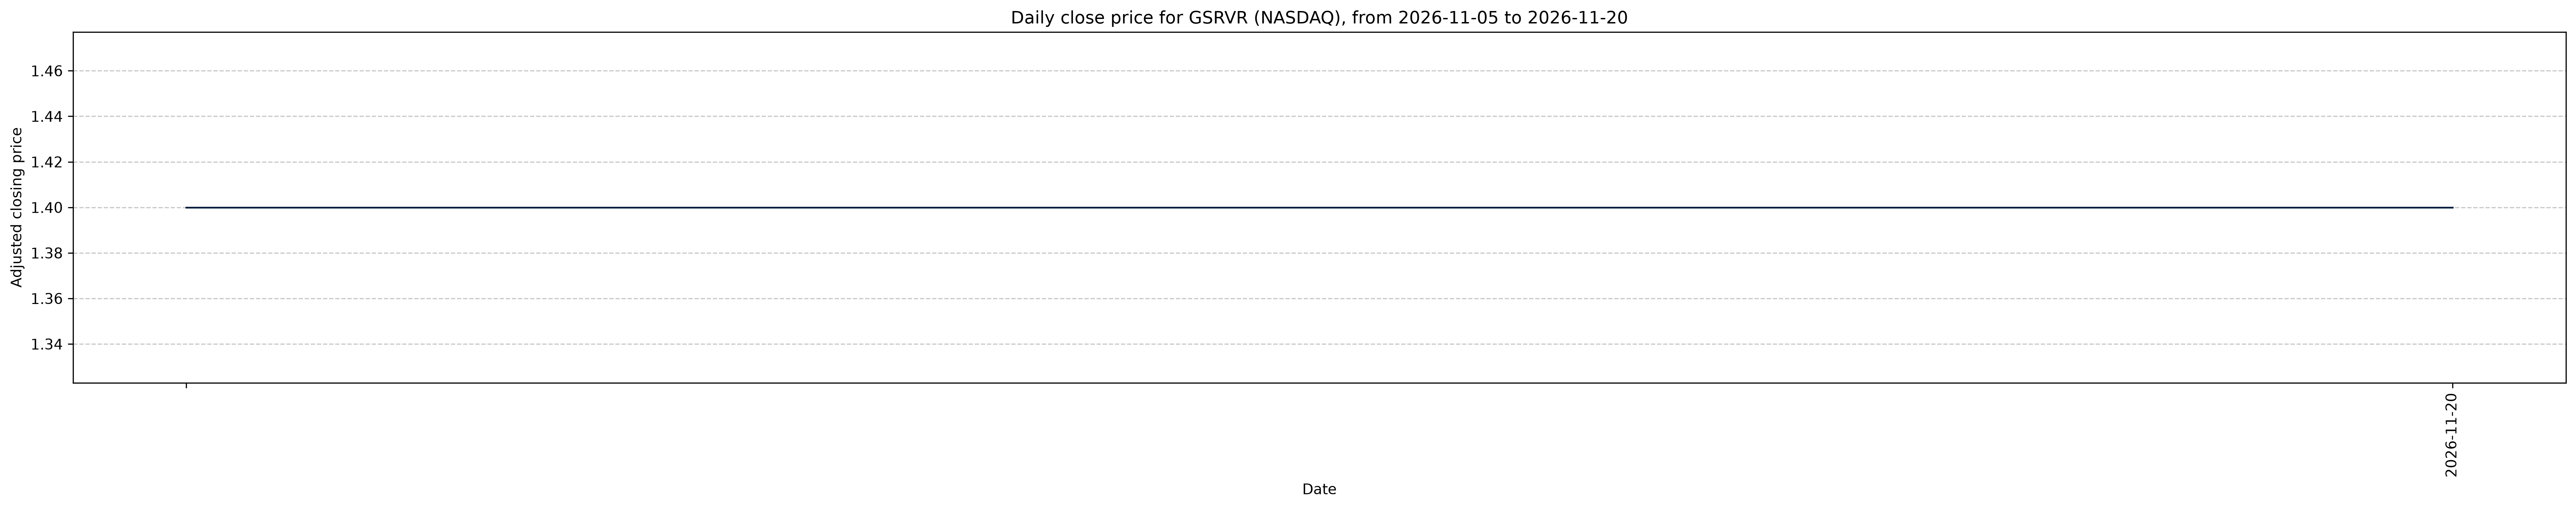 Daily close price for GSRVR (NASDAQ), from 2026-11-05 to 2026-11-20
Adjusted closing price
1.46
1.44
1.42
1.40
1.38
1.36
1.34
2026-11-20
Date